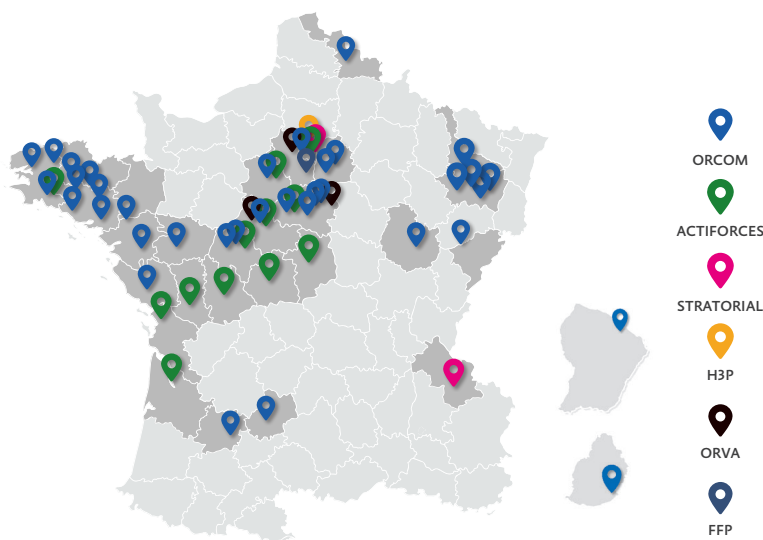 ORCOM
ACTIFORCES
STRATORIAL
H3P
ORVA
FFP